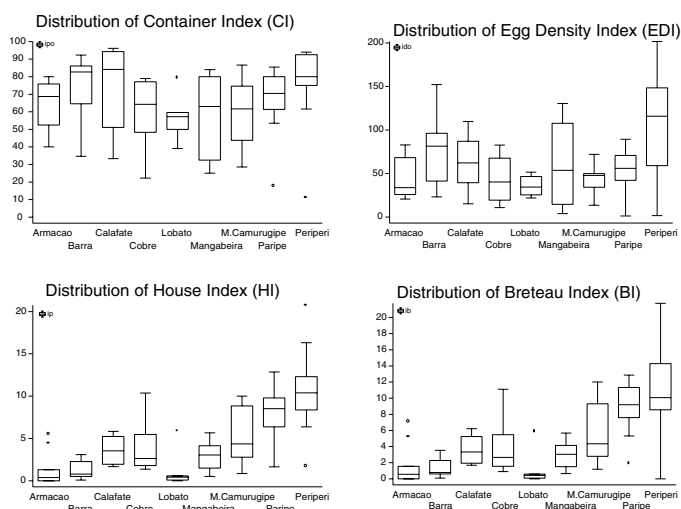 Distribution of Container Index (CI)
ipo
100
90
80
70
60
50
40
30
20
10
0
Armacao Calafate Lobato M.Camurugipe Periperi
Barra Cobre Mangabeira Paripe
Distribution of Egg Density Index (EDI)
ido
200
150
100
50
0
Armacao Calafate Lobato M.Camurugipe Periperi
Barra Cobre Mangabeira Paripe
Distribution of House Index (HI)
ip
20
15
10
5
0
Armacao Calafate Lobato M.Camurugipe Periperi
Barra Cobre Mangabeira Paripe
Distribution of Breteau Index (BI)
ib
20
18
16
14
12
10
8
6
4
2
0
Armacao Calafate Lobato M.Camurugipe Periperi
Barra Cobre Mangabeira Paripe